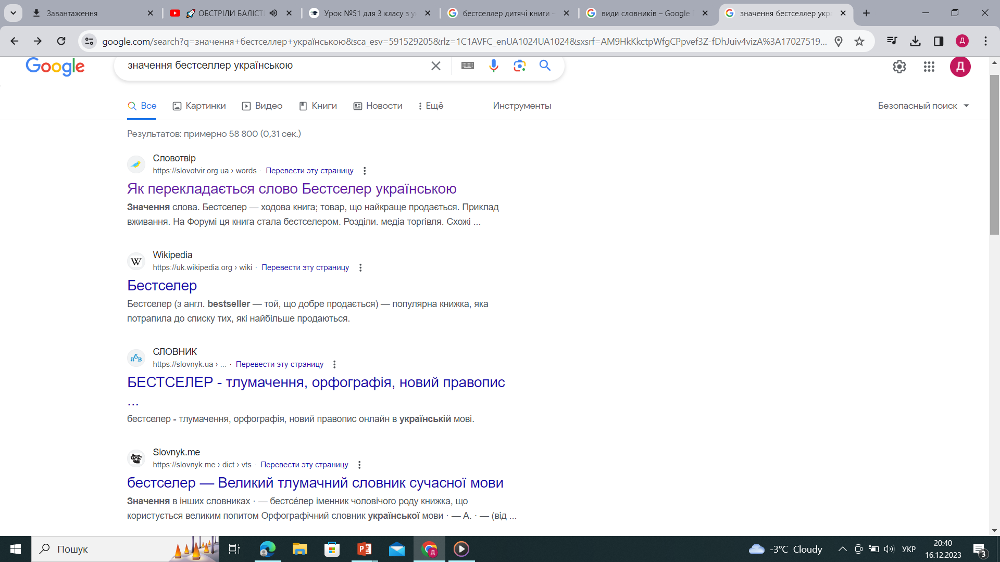 Завантаження
ОБСТРІЛИ БАЛІСТ
Урок №51 для 3 класу з у
бестселлер дитячі книги –
види словників – Google
значення бестселлер укра
google.com/search?q=значення+бестселлер+українською&sca_esv=591529205&rlz=1C1AVFC_enUA1024UA1024&sxsrf=AM9HkKkctpWfgCPpvef3Z-fDhJuiv4vizA%3A17027519...
Д
Google
значення бестселлер українською
Д
Все
Картинки
Видео
Книги
Новости
Ещё
Инструменты
Безопасный поиск
Результатов: примерно 58 800 (0,31 сек.)
Словотвір
https://slovotvir.org.ua › words · Перевести эту страницу
Як перекладається слово Бестселер українською
Значення слова. Бестселер — ходова книга; товар, що найкраще продається. Приклад
вживання. На Форумі ця книга стала бестселером. Розділи. медіа торгівля. Схожі ...
W
Wikipedia
https://uk.wikipedia.org › wiki · Перевести эту страницу
Бестселер
Бестселер (з англ. bestseller — той, що добре продається) — популярна книжка, яка
потрапила до списку тих, які найбільше продаються.
абв
СЛОВНИК
https://slovnyk.ua › ... · Перевести эту страницу
БЕСТСЕЛЕР - тлумачення, орфографія, новий правопис
...
бестселер - тлумачення, орфографія, новий правопис онлайн в українській мові.
Slovnyk.me
https://slovnyk.me › dict › vts · Перевести эту страницу
бестселер — Великий тлумачний словник сучасної мови
Значення в інших словниках · — бестсе́лер іменник чоловічого роду книжка, що
користується великим попитом Орфографічний словник української мови · — А. · — (від ...
Пошук
P
Д
-3°C Cloudy
УКР
20:40
16.12.2023
3